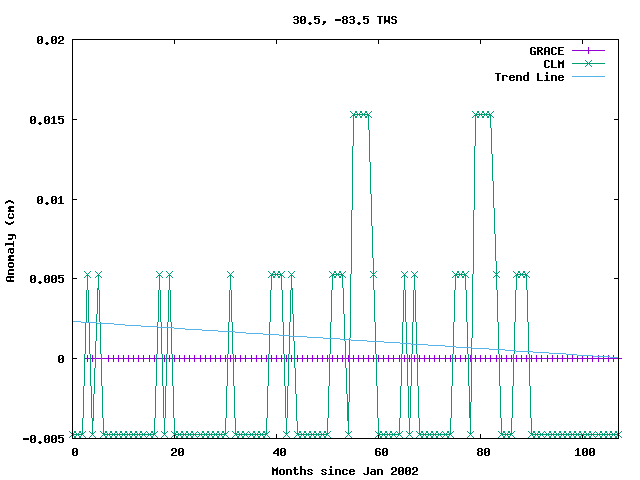 30.5, -83.5 TWS
GRACE
CLM
Trend Line
0.02
0.015
0.01
0.005
0
-0.005
Anomaly (cm)
0 20 40 60 80 100
Months since Jan 2002